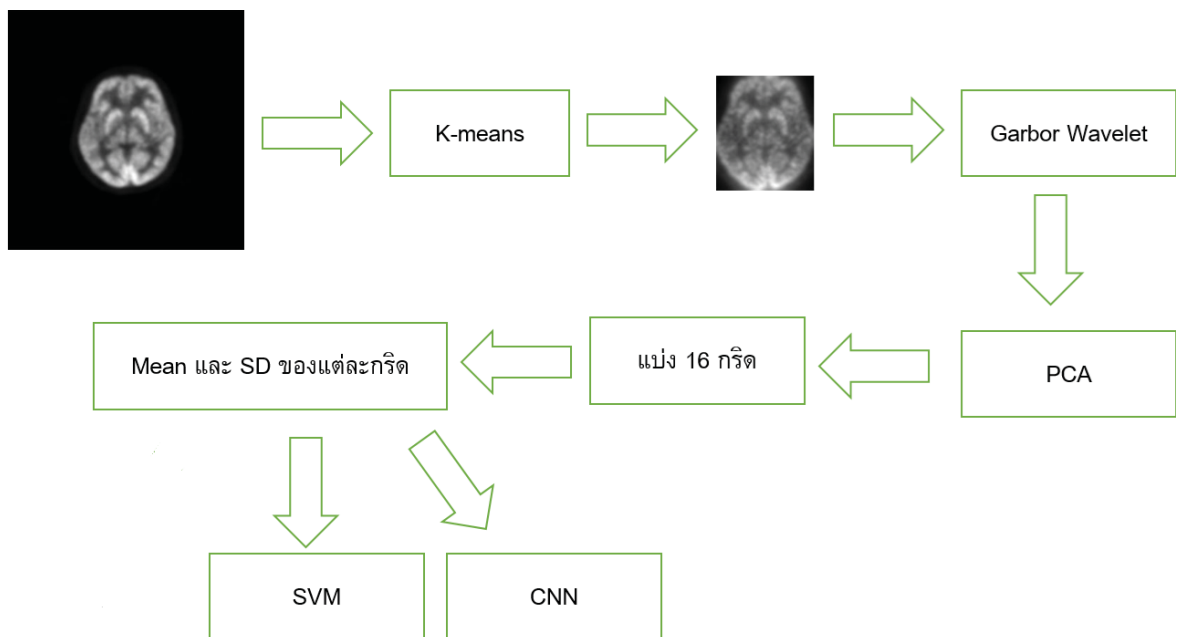 K-means
Garbor Wavelet
PCA
แบ่ง 16 กริด
Mean และ SD ของแต่ละกริด
SVM
CNN